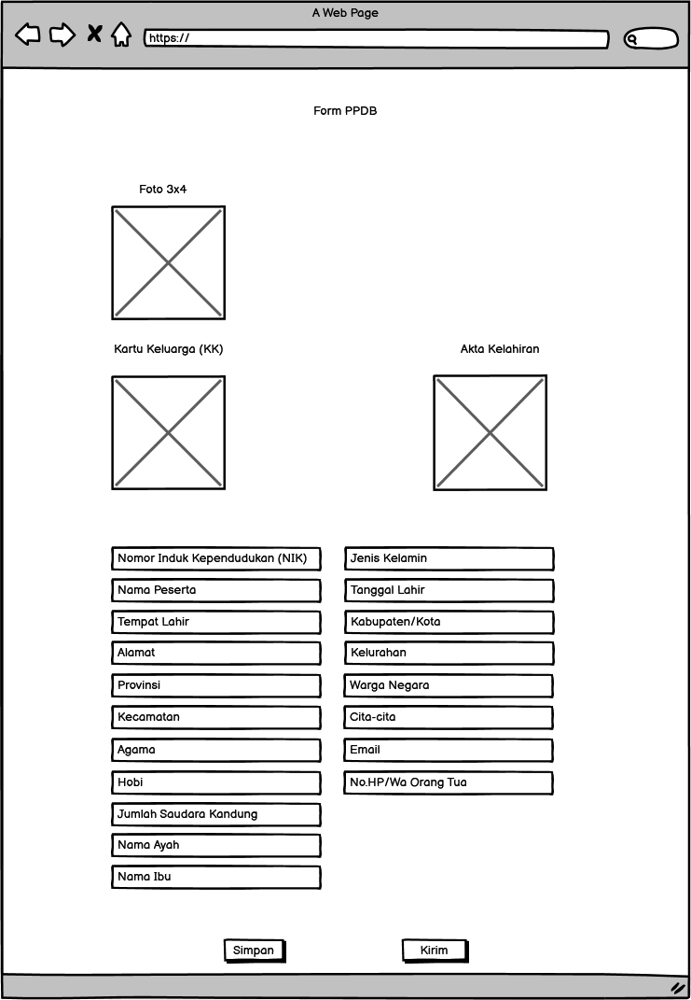 A Web Page
https://
Form PPDB
Foto 3x4
Kartu Keluarga (KK)
Akta Kelahiran
Nomor Induk Kependudukan (NIK)
Jenis Kelamin
Nama Peserta
Tanggal Lahir
Tempat Lahir
Kabupaten/Kota
Alamat
Kelurahan
Provinsi
Warga Negara
Kecamatan
Cita-cita
Agama
Email
Hobi
No.HP/Wa Orang Tua
Jumlah Saudara Kandung
Nama Ayah
Nama Ibu
Simpan
Kirim